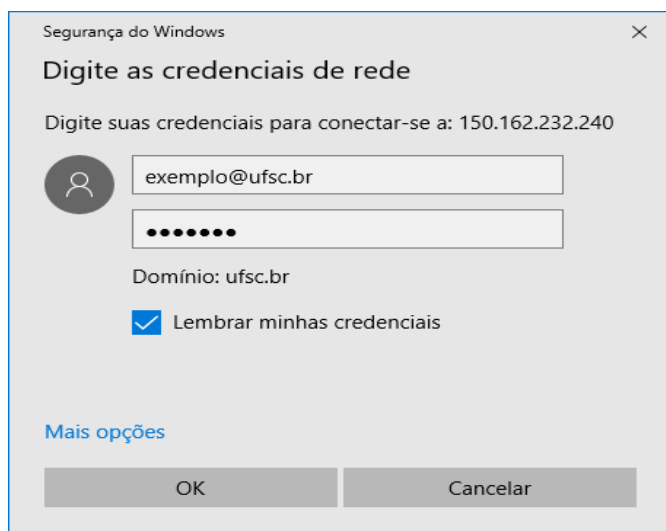 Segurança do Windows
Digite as credenciais de rede
Digite suas credenciais para conectar-se a: 150.162.232.240
exemplo@ufsc.br
●●●●●●●
Domínio: ufsc.br
Lembrar minhas credenciais
Mais opções
OK
Cancelar